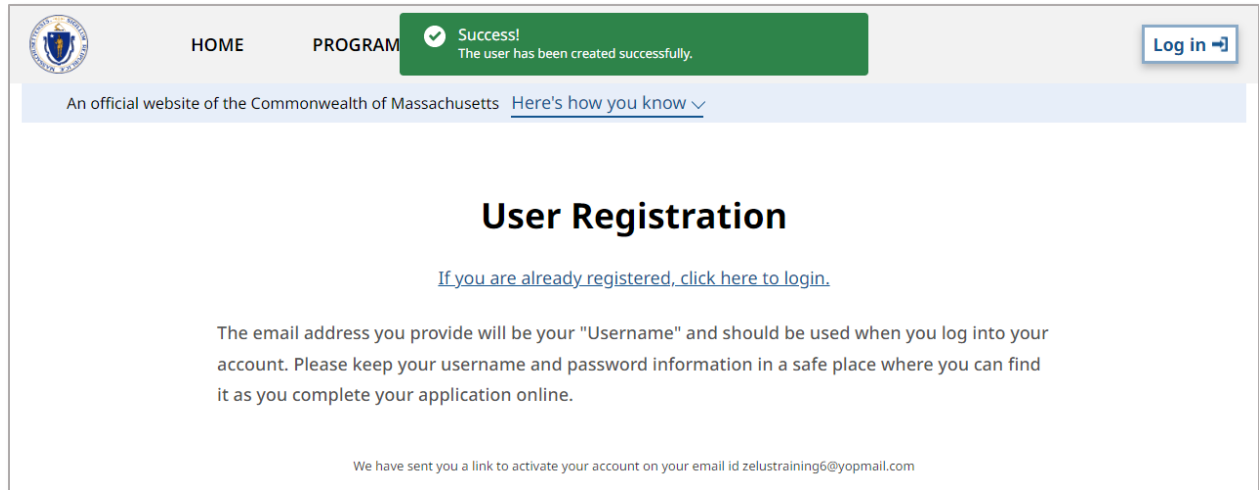 HOME
PROGRAM
Success!
The user has been created successfully.
Log in
An official website of the Commonwealth of Massachusetts Here's how you know
User Registration
If you are already registered, click here to login.
The email address you provide will be your "Username" and should be used when you log into your
account. Please keep your username and password information in a safe place where you can find
it as you complete your application online.
We have sent you a link to activate your account on your email id zelustraining6@yopmail.com